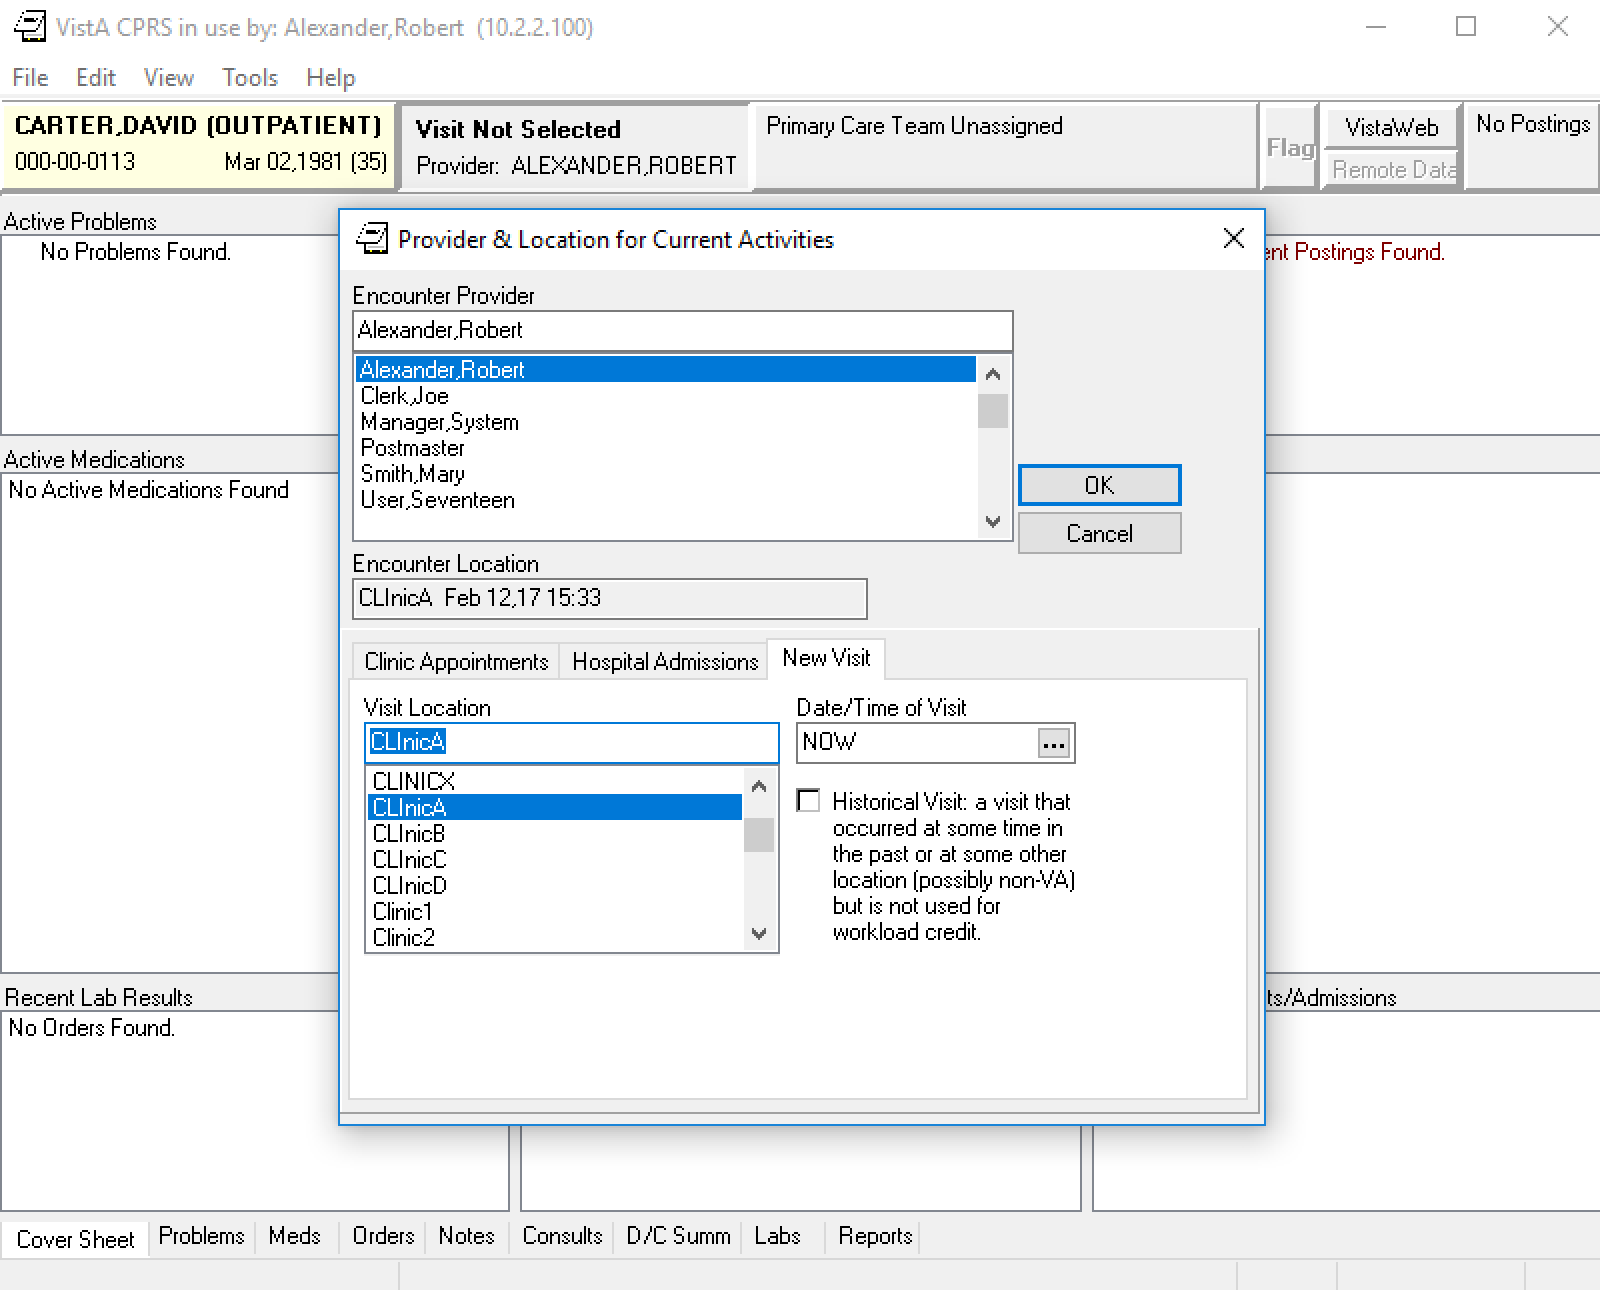 VistA CPRS in use by: Alexander,Robert (10.2.2.100)
File Edit View Tools Help
CARTER,DAVID (OUTPATIENT)
000-00-0113 Mar 02,1981 (35)
Visit Not Selected
Provider: ALEXANDER,ROBERT
Primary Care Team Unassigned
Flag
VistaWeb
Remote Data
No Postings
Active Problems
No Problems Found.
ent Postings Found.
Active Medications
No Active Medications Found
Recent Lab Results
No Orders Found.
ts/Admissions
Provider & Location for Current Activities
Encounter Provider
Alexander,Robert
Alexander,Robert
Clerk,Joe
Manager,System
Postmaster
Smith,Mary
User,Seventeen
OK
Cancel
Encounter Location
CLInicA Feb 12,17 15:33
Clinic Appointments Hospital Admissions New Visit
Visit Location
CLInicA
CLINICX
CLInicA
CLInicB
CLInicC
CLInicD
Clinic1
Clinic2
Date/Time of Visit
NOW ...
Historical Visit: a visit that
occurred at some time in
the past or at some other
location (possibly non-VA)
but is not used for
workload credit.
Cover Sheet Problems Meds Orders Notes Consults D/C Summ Labs Reports